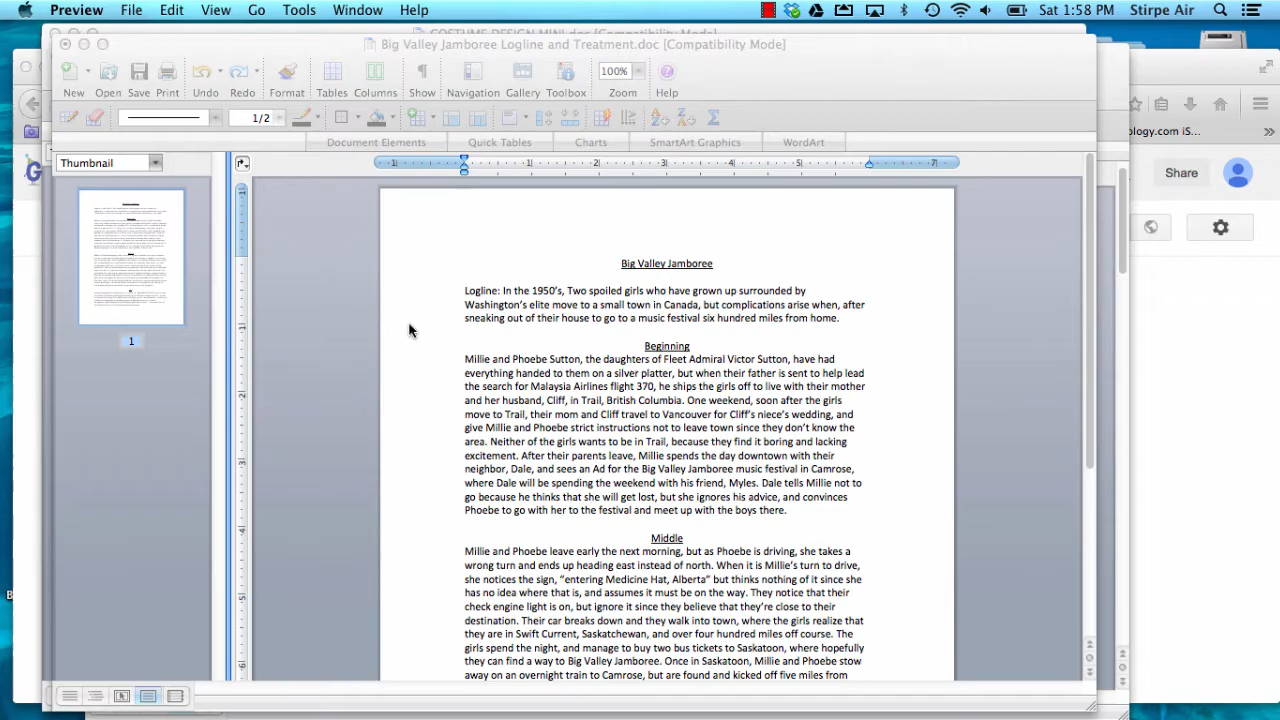 Preview File Edit View Go Tools Window Help Sat 1:58 PM Stirpe Air
Big Valley Jamboree Logline and Treatment.doc [Compatibility Mode]
100%
New Open Save Print Undo Redo Format Tables Columns Show Navigation Gallery Toolbox Zoom Help
1/2
ology.com iS...
Document Elements Quick Tables Charts SmartArt Graphics WordArt
Thumbnail
Share
1 1 2 3 4 5 7
Big Valley Jamboree
Logline: In the 1950's, Two spoiled girls who have grown up surrounded by
Washington's elite move to a small town in Canada, but complications arise when, after
sneaking out of their house to go to a music festival six hundred miles from home.
1
Beginning
Millie and Phoebe Sutton, the daughters of Fleet Admiral Victor Sutton, have had
everything handed to them on a silver platter, but when their father is sent to help lead
the search for Malaysia Airlines flight 370, he ships the girls off to live with their mother
and her husband, Cliff, in Trail, British Columbia. One weekend, soon after the girls
move to Trail, their mom and Cliff travel to Vancouver for Cliff's niece's wedding, and
give Millie and Phoebe strict instructions not to leave town since they don't know the
area. Neither of the girls wants to be in Trail, because they find it boring and lacking
excitement. After their parents leave, Millie spends the day downtown with their
neighbor, Dale, and sees an Ad for the Big Valley Jamboree music festival in Camrose,
where Dale will be spending the weekend with his friend, Myles. Dale tells Millie not to
go because he thinks that she will get lost, but she ignores his advice, and convinces
Phoebe to go with her to the festival and meet up with the boys there.
Middle
Millie and Phoebe leave early the next morning, but as Phoebe is driving, she takes a
wrong turn and ends up heading east instead of north. When it is Millie's turn to drive,
she notices the sign, "entering Medicine Hat, Alberta" but thinks nothing of it since she
has no idea where that is, and assumes it must be on the way. They notice that their
check engine light is on, but ignore it since they believe that they're close to their
destination. Their car breaks down and they walk into town, where the girls realize that
they are in Swift Current, Saskatchewan, and over four hundred miles off course. The
girls spend the night, and manage to buy two bus tickets to Saskatoon, where hopefully
they can find a way to Big Valley Jamboree. Once in Saskatoon, Millie and Phoebe stow
away on an overnight train to Camrose, but are found and kicked off five miles from